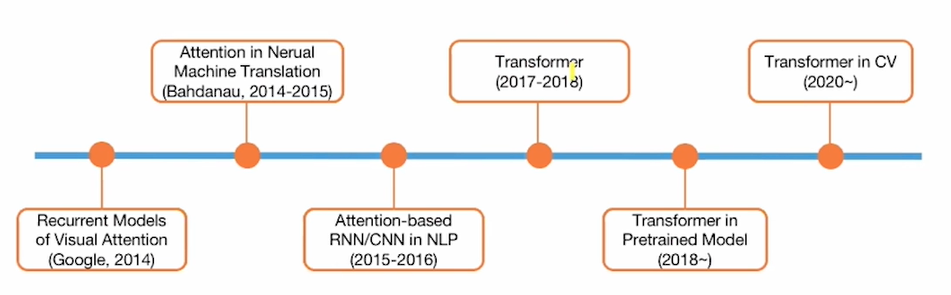 Attention in Nerual
Machine Translation
(Bahdanau, 2014-2015)
Transformer
(2017-2018)
Transformer in CV
(2020~)
Recurrent Models
of Visual Attention
(Google, 2014)
Attention-based
RNN/CNN in NLP
(2015-2016)
Transformer in
Pretrained Model
(2018~)